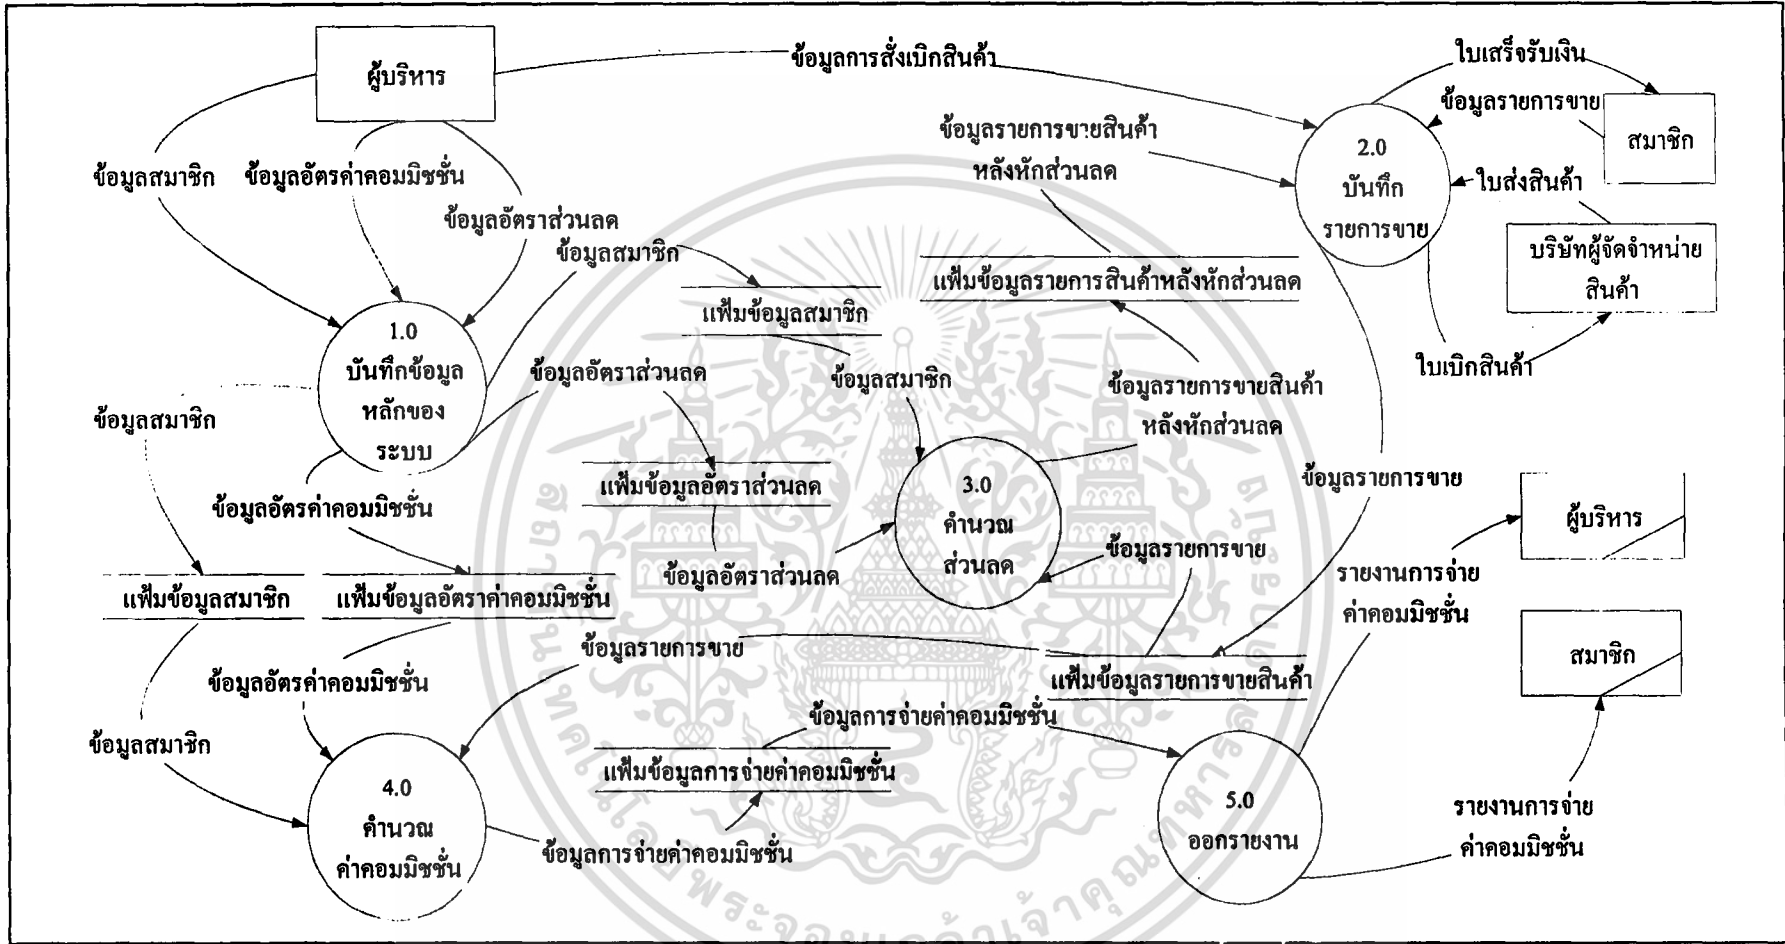 ผู้บริหาร
ข้อมูลการสั่งเบิกสินค้า
ใบเสร็จรับเงิน
ข้อมูลรายการขาย
สมาชิก
ข้อมูลสมาชิก
ข้อมูลอัตรค่าคอมมิชชั่น
ข้อมูลอัตราส่วนลด
ข้อมูลสมาชิก
ข้อมูลรายการขายสินค้า
หลังหักส่วนลด
2.0
บันทึก
รายการขาย
ใบส่งสินค้า
บริษัทผู้จัดจำหน่าย
สินค้า
ใบเบิกสินค้า
แฟ้มข้อมูลรายการสินค้าหลังหักส่วนลด
แฟ้มข้อมูลสมาชิก
1.0
บันทึกข้อมูล
หลักของ
ระบบ
ข้อมูลอัตราส่วนลด
ข้อมูลสมาชิก
ข้อมูลรายการขายสินค้า
หลังหักส่วนลด
ข้อมูลสมาชิก
ข้อมูลอัตรค่าคอมมิชชั่น
แฟ้มข้อมูลอัตราส่วนลด
3.0
คำนวณ
ส่วนลด
ข้อมูลรายการขาย
ผู้บริหาร
ข้อมูลอัตราส่วนลด
ข้อมูลรายการขาย
รายงานการจ่าย
ค่าคอมมิชชั่น
แฟ้มข้อมูลสมาชิก
แฟ้มข้อมูลอัตราค่าคอมมิชชั่น
ข้อมูลรายการขาย
แฟ้มข้อมูลรายการขายสินค้า
สมาชิก
ข้อมูลอัตรค่าคอมมิชชั่น
ข้อมูลสมาชิก
ข้อมูลการจ่ายค่าคอมมิชชั่น
แฟ้มข้อมูลการจ่ายค่าคอมมิชชั่น
4.0
คำนวณ
ค่าคอมมิชชั่น
ข้อมูลการจ่ายค่าคอมมิชชั่น
5.0
ออกรายงาน
รายงานการจ่าย
ค่าคอมมิชชั่น